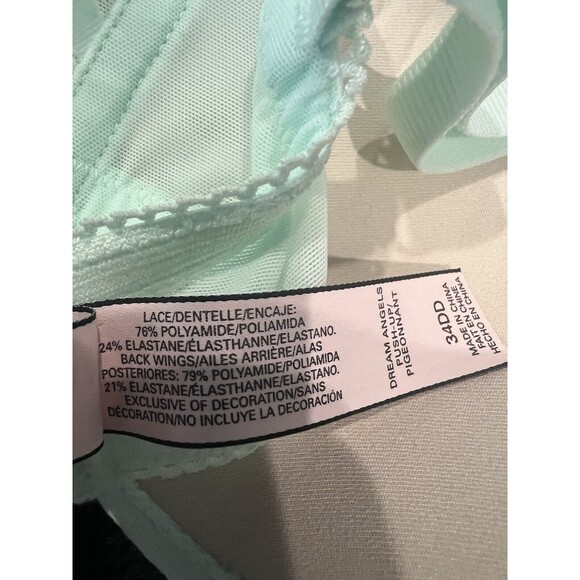 LACE/DENTELLE/ENCAJE:
76% POLYAMIDE/POLIAMIDA
24% ELASTANE/ÉLASTHANNE/ELASTANO.
BACK WINGS/AILES ARRIÈRE/ALAS
POSTERIORES: 79% POLYAMIDE/POLIAMIDA
21% ELASTANE/ÉLASTHANNE/ELASTANO.
EXCLUSIVE OF DECORATION/SANS
DÉCORATION/NO INCLUYE LA DECORACIÓN
DREAM ANGELS
PUSH-UP/
PIGEONNANT
34DD
MADE IN CHINA
FAIT EN CHINE
HECHO EN CHINA